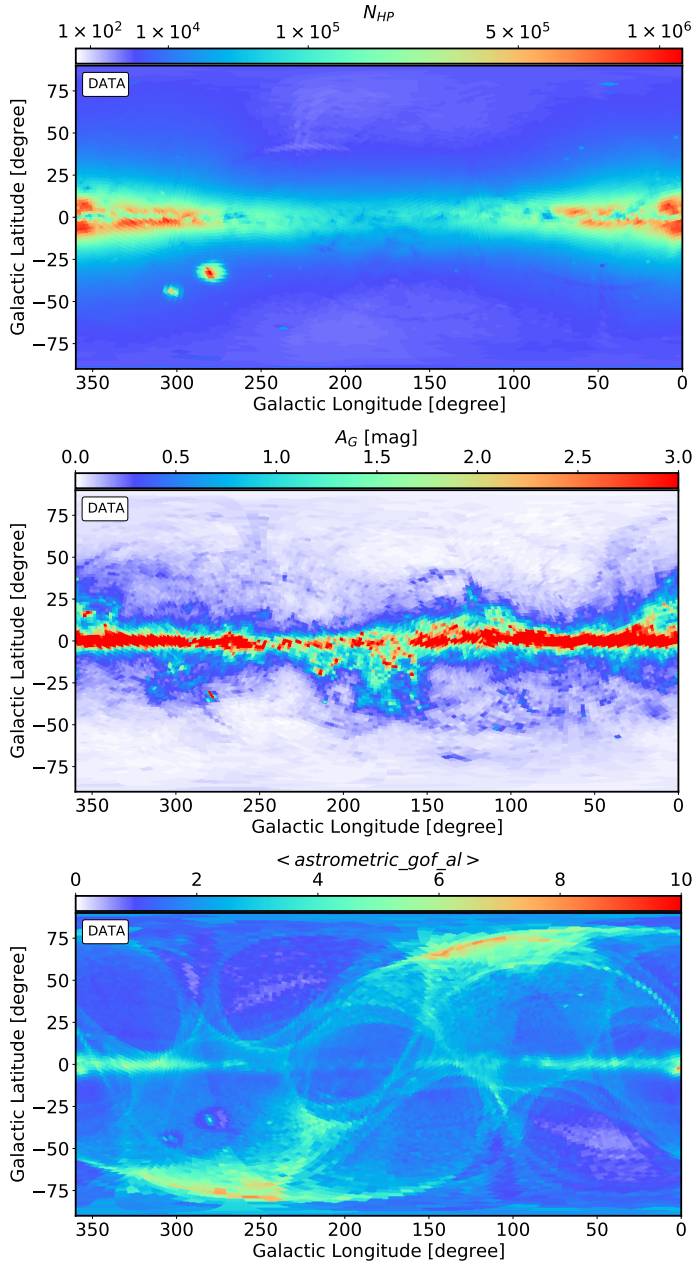 N_{HP}
1 × 10^2 1 × 10^4 1 × 10^5 5 × 10^5 1 × 10^6
DATA
75
50
25
0
−25
−50
−75
Galactic Latitude [degree]
350 300 250 200 150 100 50 0
Galactic Longitude [degree]
A_G [mag]
0.0 0.5 1.0 1.5 2.0 2.5 3.0
DATA
75
50
25
0
−25
−50
−75
Galactic Latitude [degree]
350 300 250 200 150 100 50 0
Galactic Longitude [degree]
< astrometric_gof_al >
0 2 4 6 8 10
DATA
75
50
25
0
−25
−50
−75
Galactic Latitude [degree]
350 300 250 200 150 100 50 0
Galactic Longitude [degree]